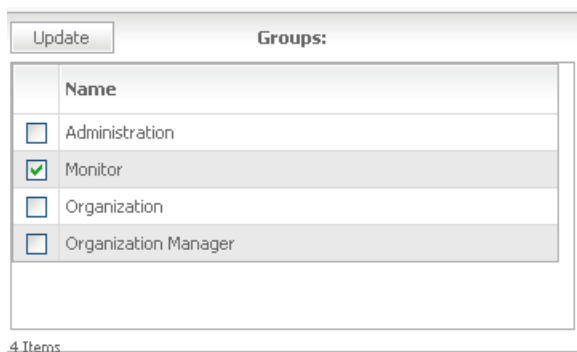 Update Groups:
Name
Administration
Monitor
Organization
Organization Manager
4 Items